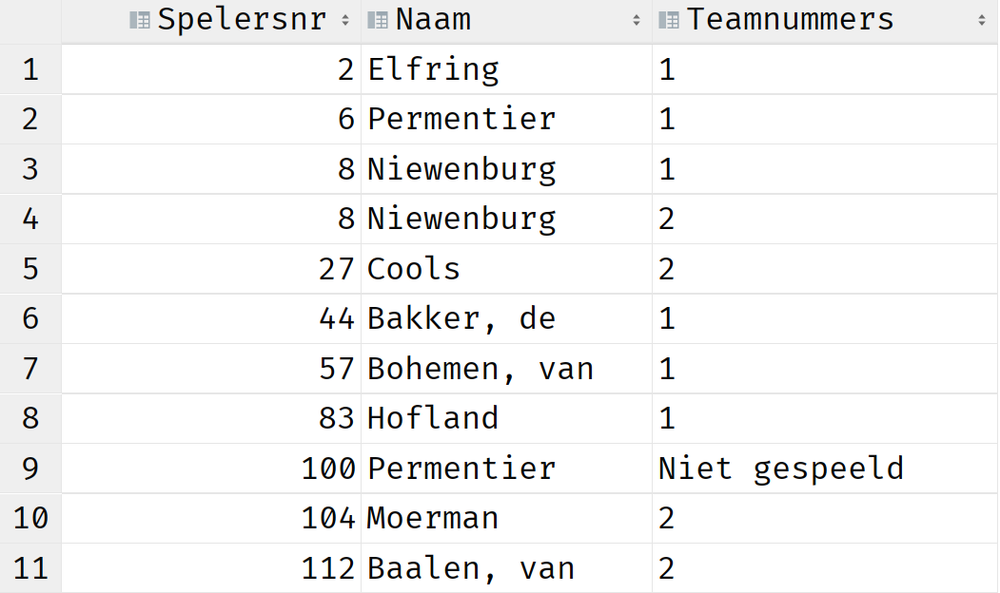 Spelersnr Naam Teamnummers
1 2 Elfring 1
2 6 Permentier 1
3 8 Niewenburg 1
4 8 Niewenburg 2
5 27 Cools 2
6 44 Bakker, de 1
7 57 Bohemen, van 1
8 83 Hofland 1
9 100 Permentier Niet gespeeld
10 104 Moerman 2
11 112 Baalen, van 2